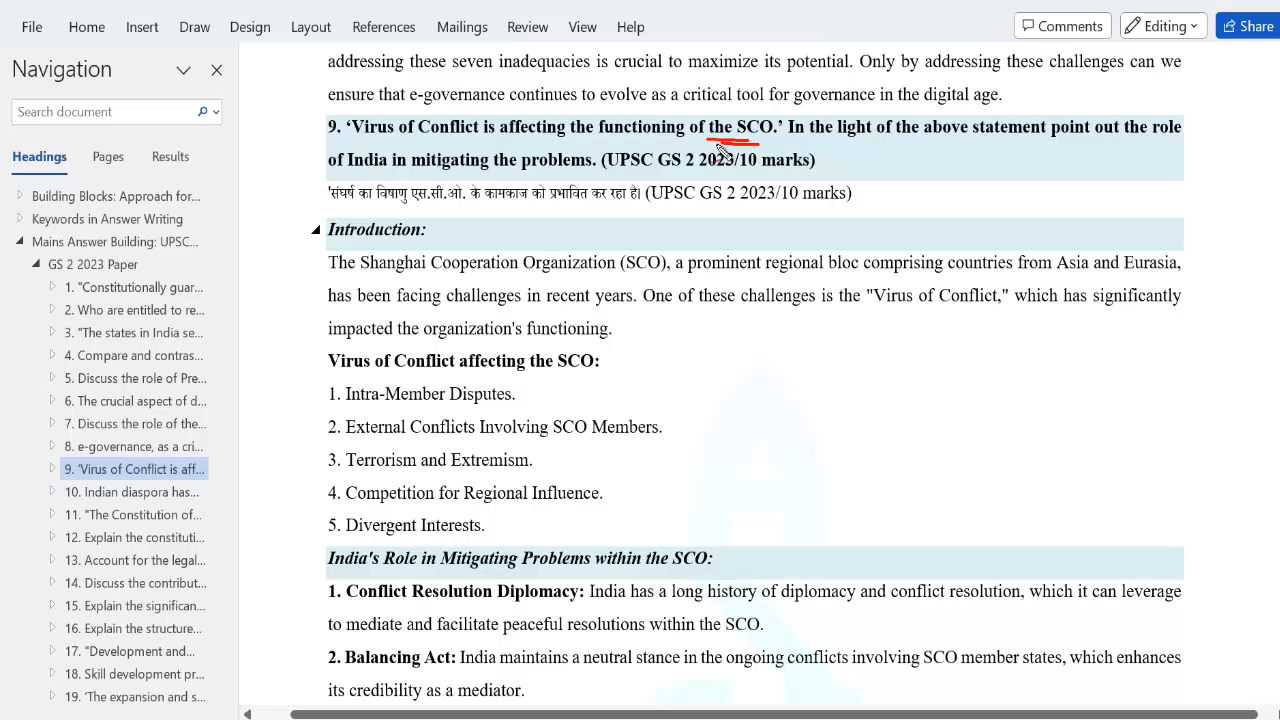 File Home Draw Design Layout References Mailings Review View Help Comments Editing Share
Navigation
Search document
Headings Pages Results
Building Blocks: Approach for...
Keywords in Answer Writing
Mains Answer Building: UPSC...
GS 2 2023 Paper
1. "Constitutionally guar...
2. Who are entitled to re...
3. "The states in India se...
4. Compare and contras...
5. Discuss the role of Pre...
6. The crucial aspect of d...
7. Discuss the role of the...
8. e-governance, as a cri...
9. ‘Virus of Conflict is aff...
10. Indian diaspora has...
11. "The Constitution of...
12. Explain the constituti...
13. Account for the legal...
14. Discuss the contribut...
15. Explain the significan...
16. Explain the structure...
17. "Development and...
18. Skill development pr...
19. ‘The expansion and s...
addressing these seven inadequacies is crucial to maximize its potential. Only by addressing these challenges can we
ensure that e-governance continues to evolve as a critical tool for governance in the digital age.
9. ‘Virus of Conflict is affecting the functioning of the SCO.’ In the light of the above statement point out the role
of India in mitigating the problems. (UPSC GS 2 2023/10 marks)
'संघर्ष का विषाणु एस.सी.ओ. के कामकाज को प्रभावित कर रहा है। (UPSC GS 2 2023/10 marks)
Introduction:
The Shanghai Cooperation Organization (SCO), a prominent regional bloc comprising countries from Asia and Eurasia,
has been facing challenges in recent years. One of these challenges is the "Virus of Conflict," which has significantly
impacted the organization's functioning.
Virus of Conflict affecting the SCO:
1. Intra-Member Disputes.
2. External Conflicts Involving SCO Members.
3. Terrorism and Extremism.
4. Competition for Regional Influence.
5. Divergent Interests.
India's Role in Mitigating Problems within the SCO:
1. Conflict Resolution Diplomacy: India has a long history of diplomacy and conflict resolution, which it can leverage
to mediate and facilitate peaceful resolutions within the SCO.
2. Balancing Act: India maintains a neutral stance in the ongoing conflicts involving SCO member states, which enhances
its credibility as a mediator.